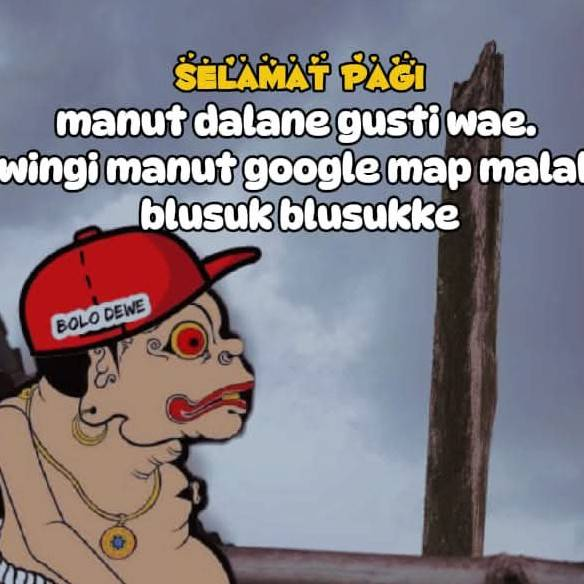 SELAMAT PAGI
manut dalane gusti wae.
wingi manut google map malah
blusuk blusukke
BOLO DEWE